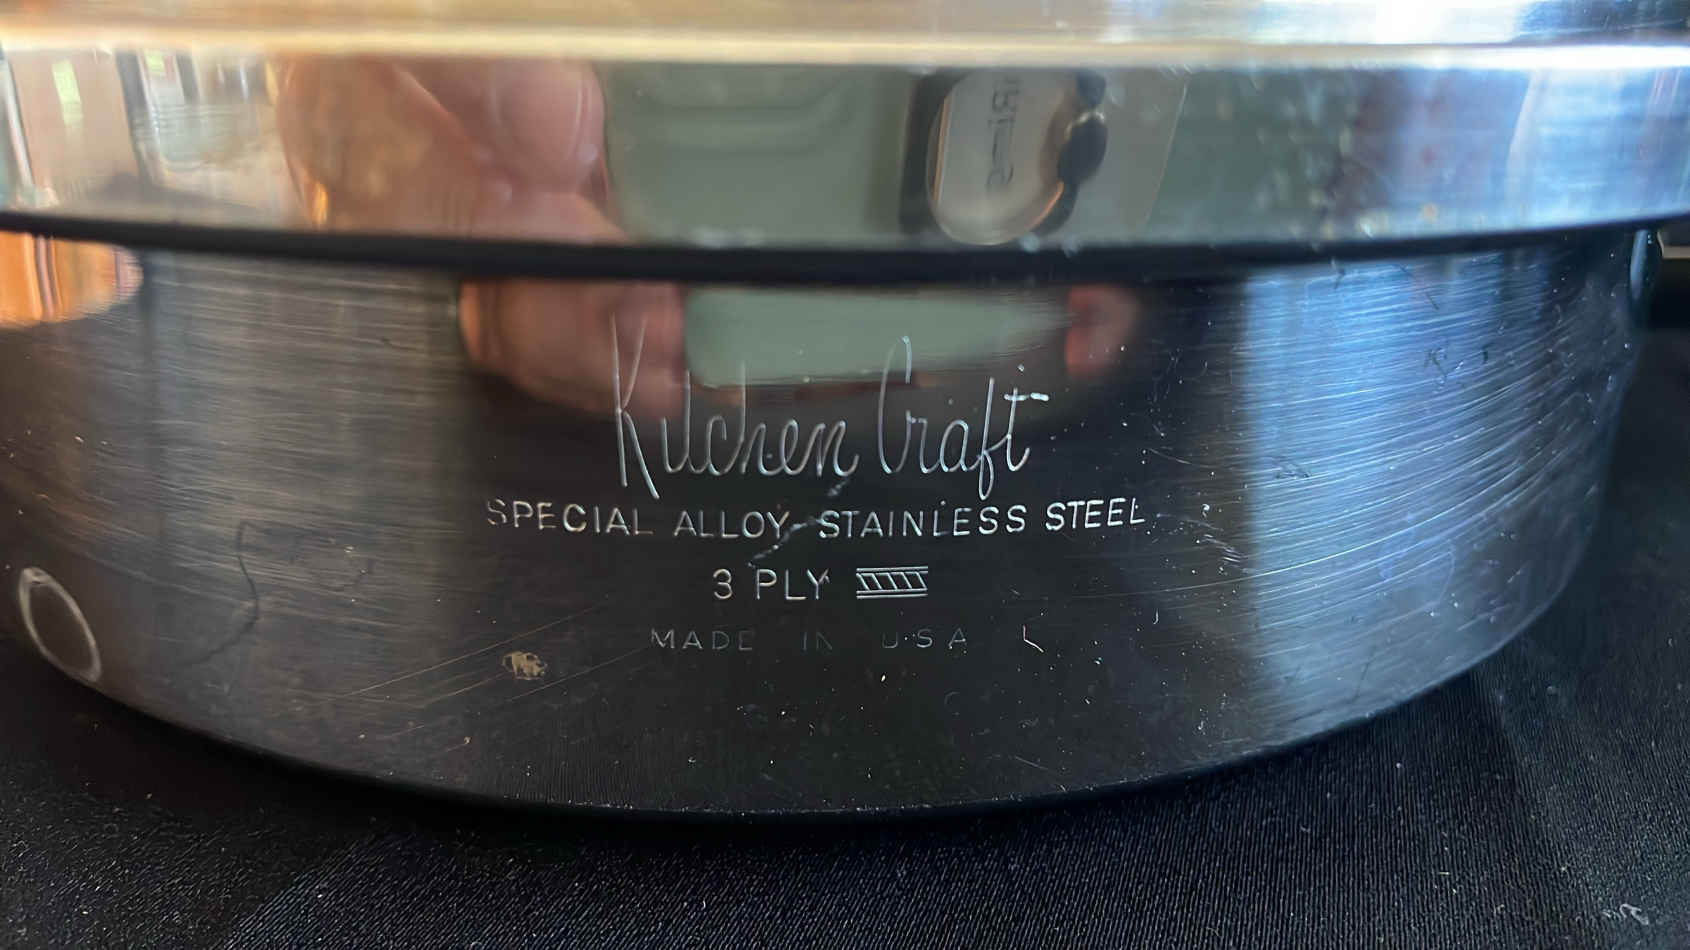 Kitchen Craft
SPECIAL ALLOY STAINLESS STEEL
3 PLY
MADE IN U·S A